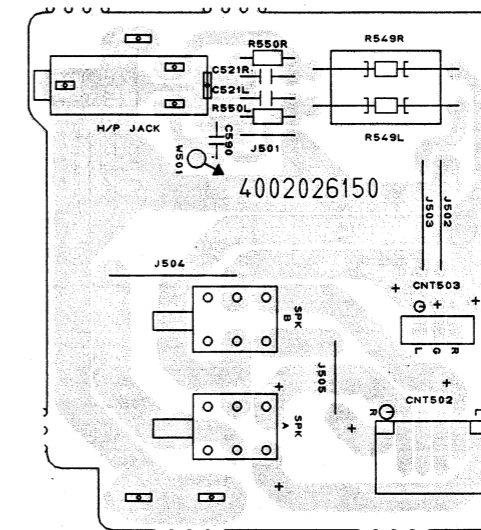 R550R
R549R
C521R
C521L
R550L
H/P JACK
C590
J501
R549L
W501
4002026150
J503
J502
J504
CNT503
SPK
B
L
G
R
J505
CNT502
R
L
SPK
A